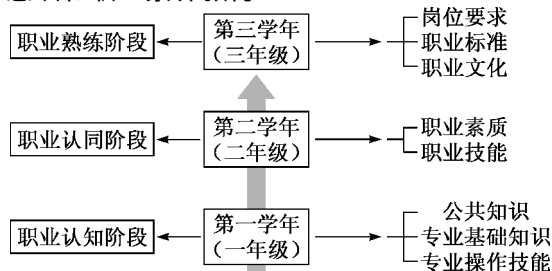 第三学年
（三年级）
职业熟练阶段
岗位要求
职业标准
职业文化
第二学年
（二年级）
职业认同阶段
职业素质
职业技能
第一学年
（一年级）
职业认知阶段
公共知识
专业基础知识
专业操作技能